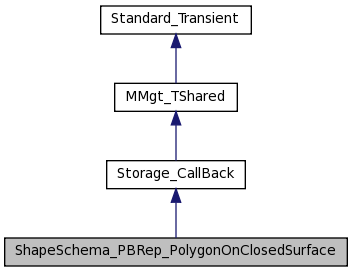 Standard_Transient
MMgt_TShared
Storage_CallBack
ShapeSchema_PBRep_PolygonOnClosedSurface